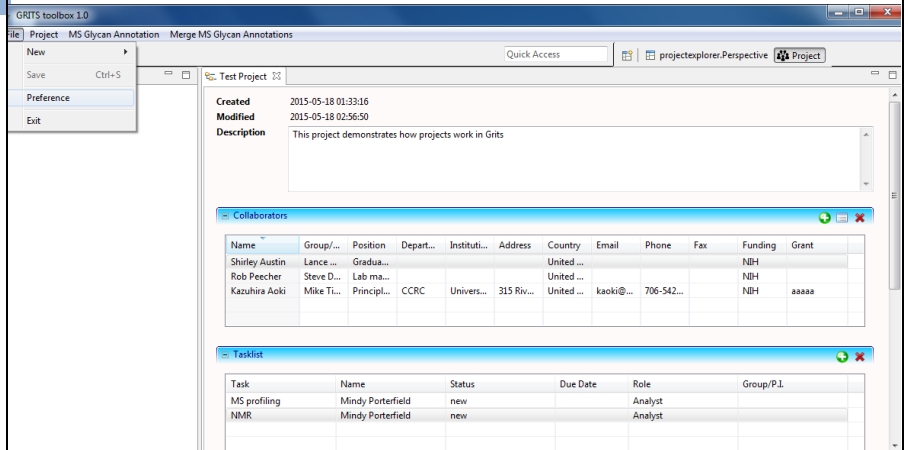 GRITS toolbox 1.0
File Project MS Glycan Annotation Merge MS Glycan Annotations
New
Save Ctrl+S
Preference
Exit
Quick Access
projectexplorer.Perspective Project
Test Project
Created 2015-05-18 01:33:16
Modified 2015-05-18 02:56:50
Description This project demonstrates how projects work in Grits
Collaborators
Name Group/... Position Depart... Instituti... Address Country Email Phone Fax Funding Grant
Shirley Austin Lance ... Gradua... United ... NIH
Rob Peecher Steve D... Lab ma... United ... NIH
Kazuhira Aoki Mike Ti... Principl... CCRC Univers... 315 Riv... United ... kaoki@... 706-542... NIH aaaaa
Tasklist
Task Name Status Due Date Role Group/P.I.
MS profiling Mindy Porterfield new Analyst
NMR Mindy Porterfield new Analyst